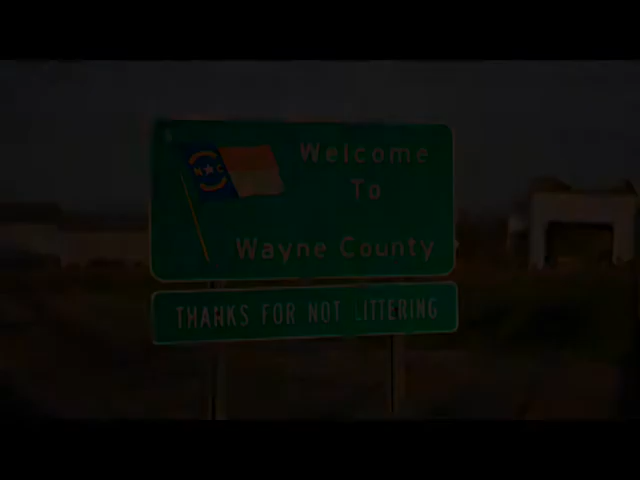 N★C
Welcome
To
Wayne County
THANKS FOR NOT LITTERING